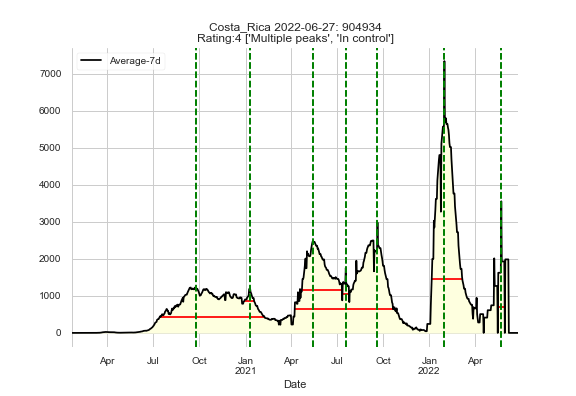 Costa_Rica 2022-06-27: 904934
Rating:4 ['Multiple peaks', 'In control']
Average-7d
7000
6000
5000
4000
3000
2000
1000
0
Apr Jul Oct Jan Apr Jul Oct Jan Apr
2021 2022
Date